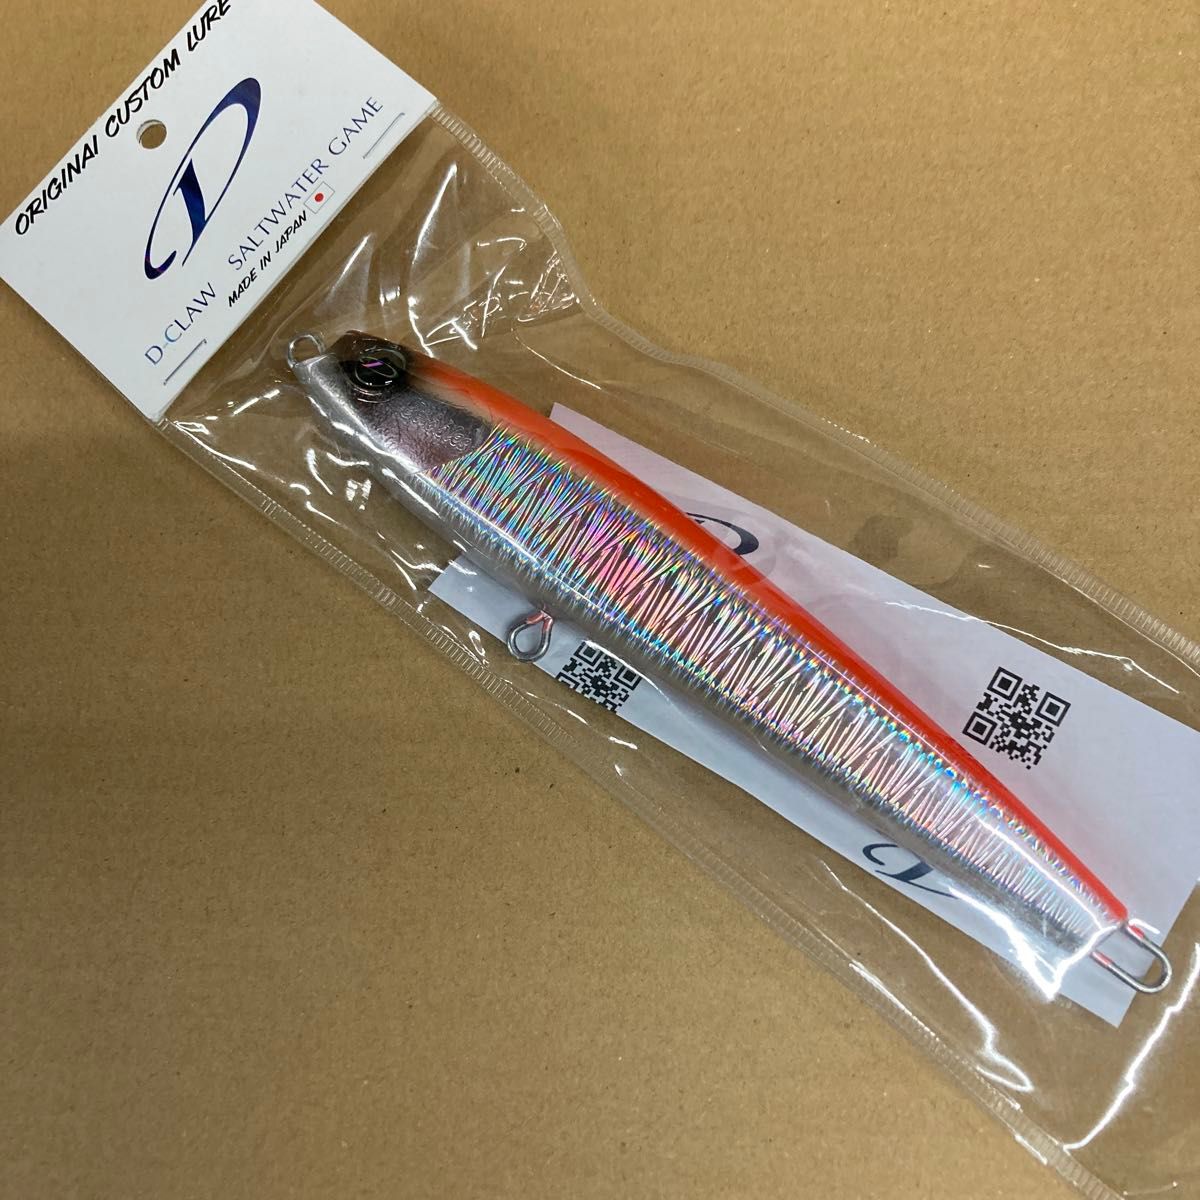 ORIGINAl CUSTOM LURE
D
D-CLAW SALTWATER GAME
MADE IN JAPAN